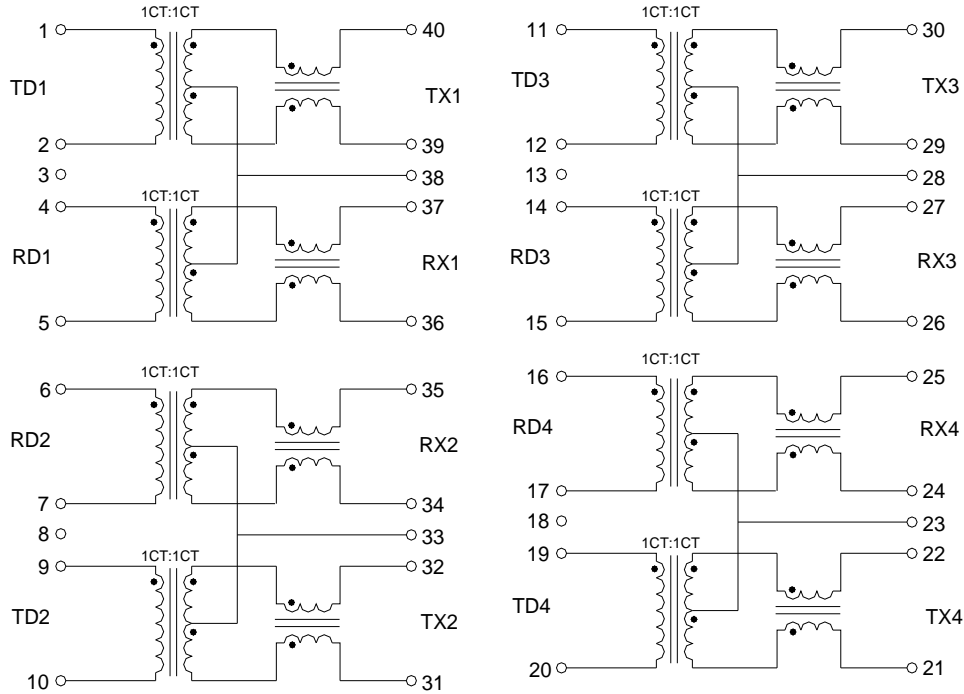 1CT:1CT
1CT:1CT
1 40 11 30
TD1 TX1 TD3 TX3
2 39 12 29
3 38 13 28
1CT:1CT 1CT:1CT
4 37 14 27
RD1 RX1 RD3 RX3
5 36 15 26
1CT:1CT 1CT:1CT
6 35 16 25
RD2 RX2 RD4 RX4
7 34 17 24
8 33 18 23
1CT:1CT 1CT:1CT
9 32 19 22
TD2 TX2 TD4 TX4
10 31 20 21